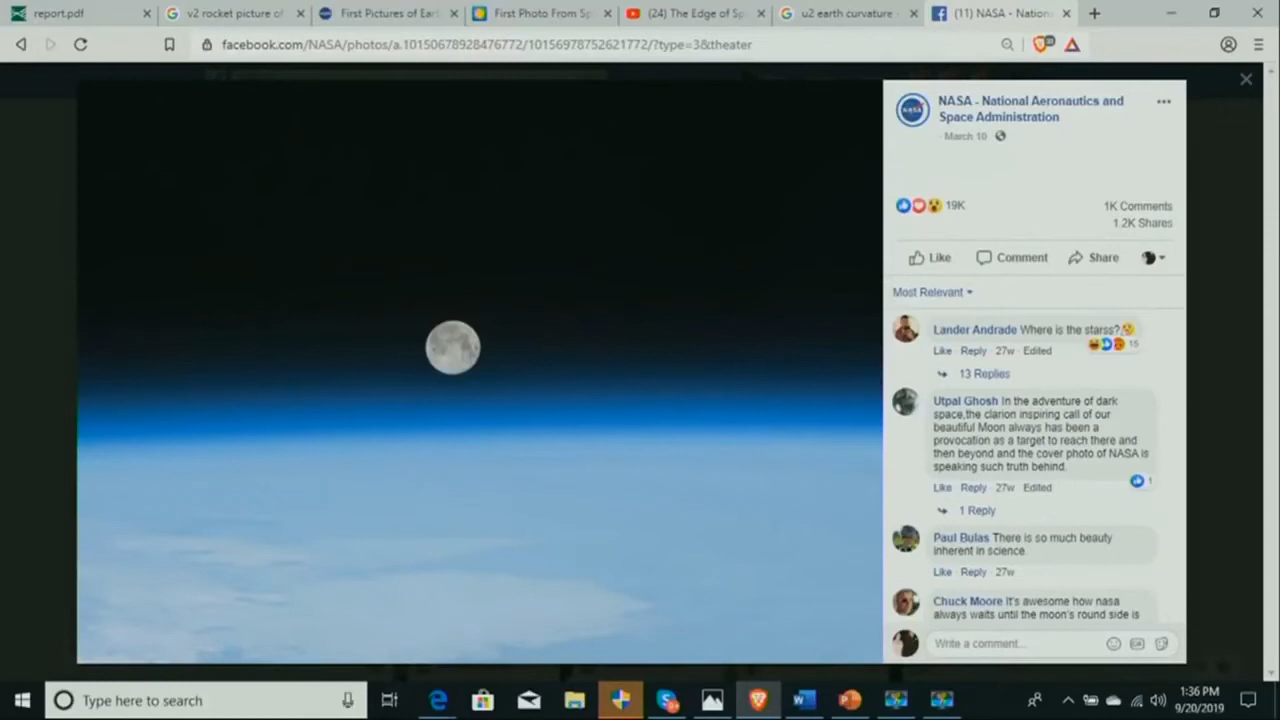 report.pdf
v2 rocket picture of
First Pictures of Eart
First Photo From Sp
(24) The Edge of Sp
u2 earth curvature -
(11) NASA - Nationa
facebook.com/NASA/photos/a.10150678928476772/10156978752621772/?type=3&theater
NASA - National Aeronautics and
Space Administration
· March 10
19K
1K Comments
1.2K Shares
Like
Comment
Share
Most Relevant
Lander Andrade Where is the starss?
15
Like · Reply · 27w · Edited
13 Replies
Utpal Ghosh In the adventure of dark
space,the clarion inspiring call of our
beautiful Moon always has been a
provocation as a target to reach there and
then beyond and the cover photo of NASA is
speaking such truth behind.
1
Like · Reply · 27w · Edited
1 Reply
Paul Bulas There is so much beauty
inherent in science.
Like · Reply · 27w
Chuck Moore It's awesome how nasa
always waits until the moon's round side is
Write a comment...
GIF
Type here to search
1:36 PM
9/20/2019